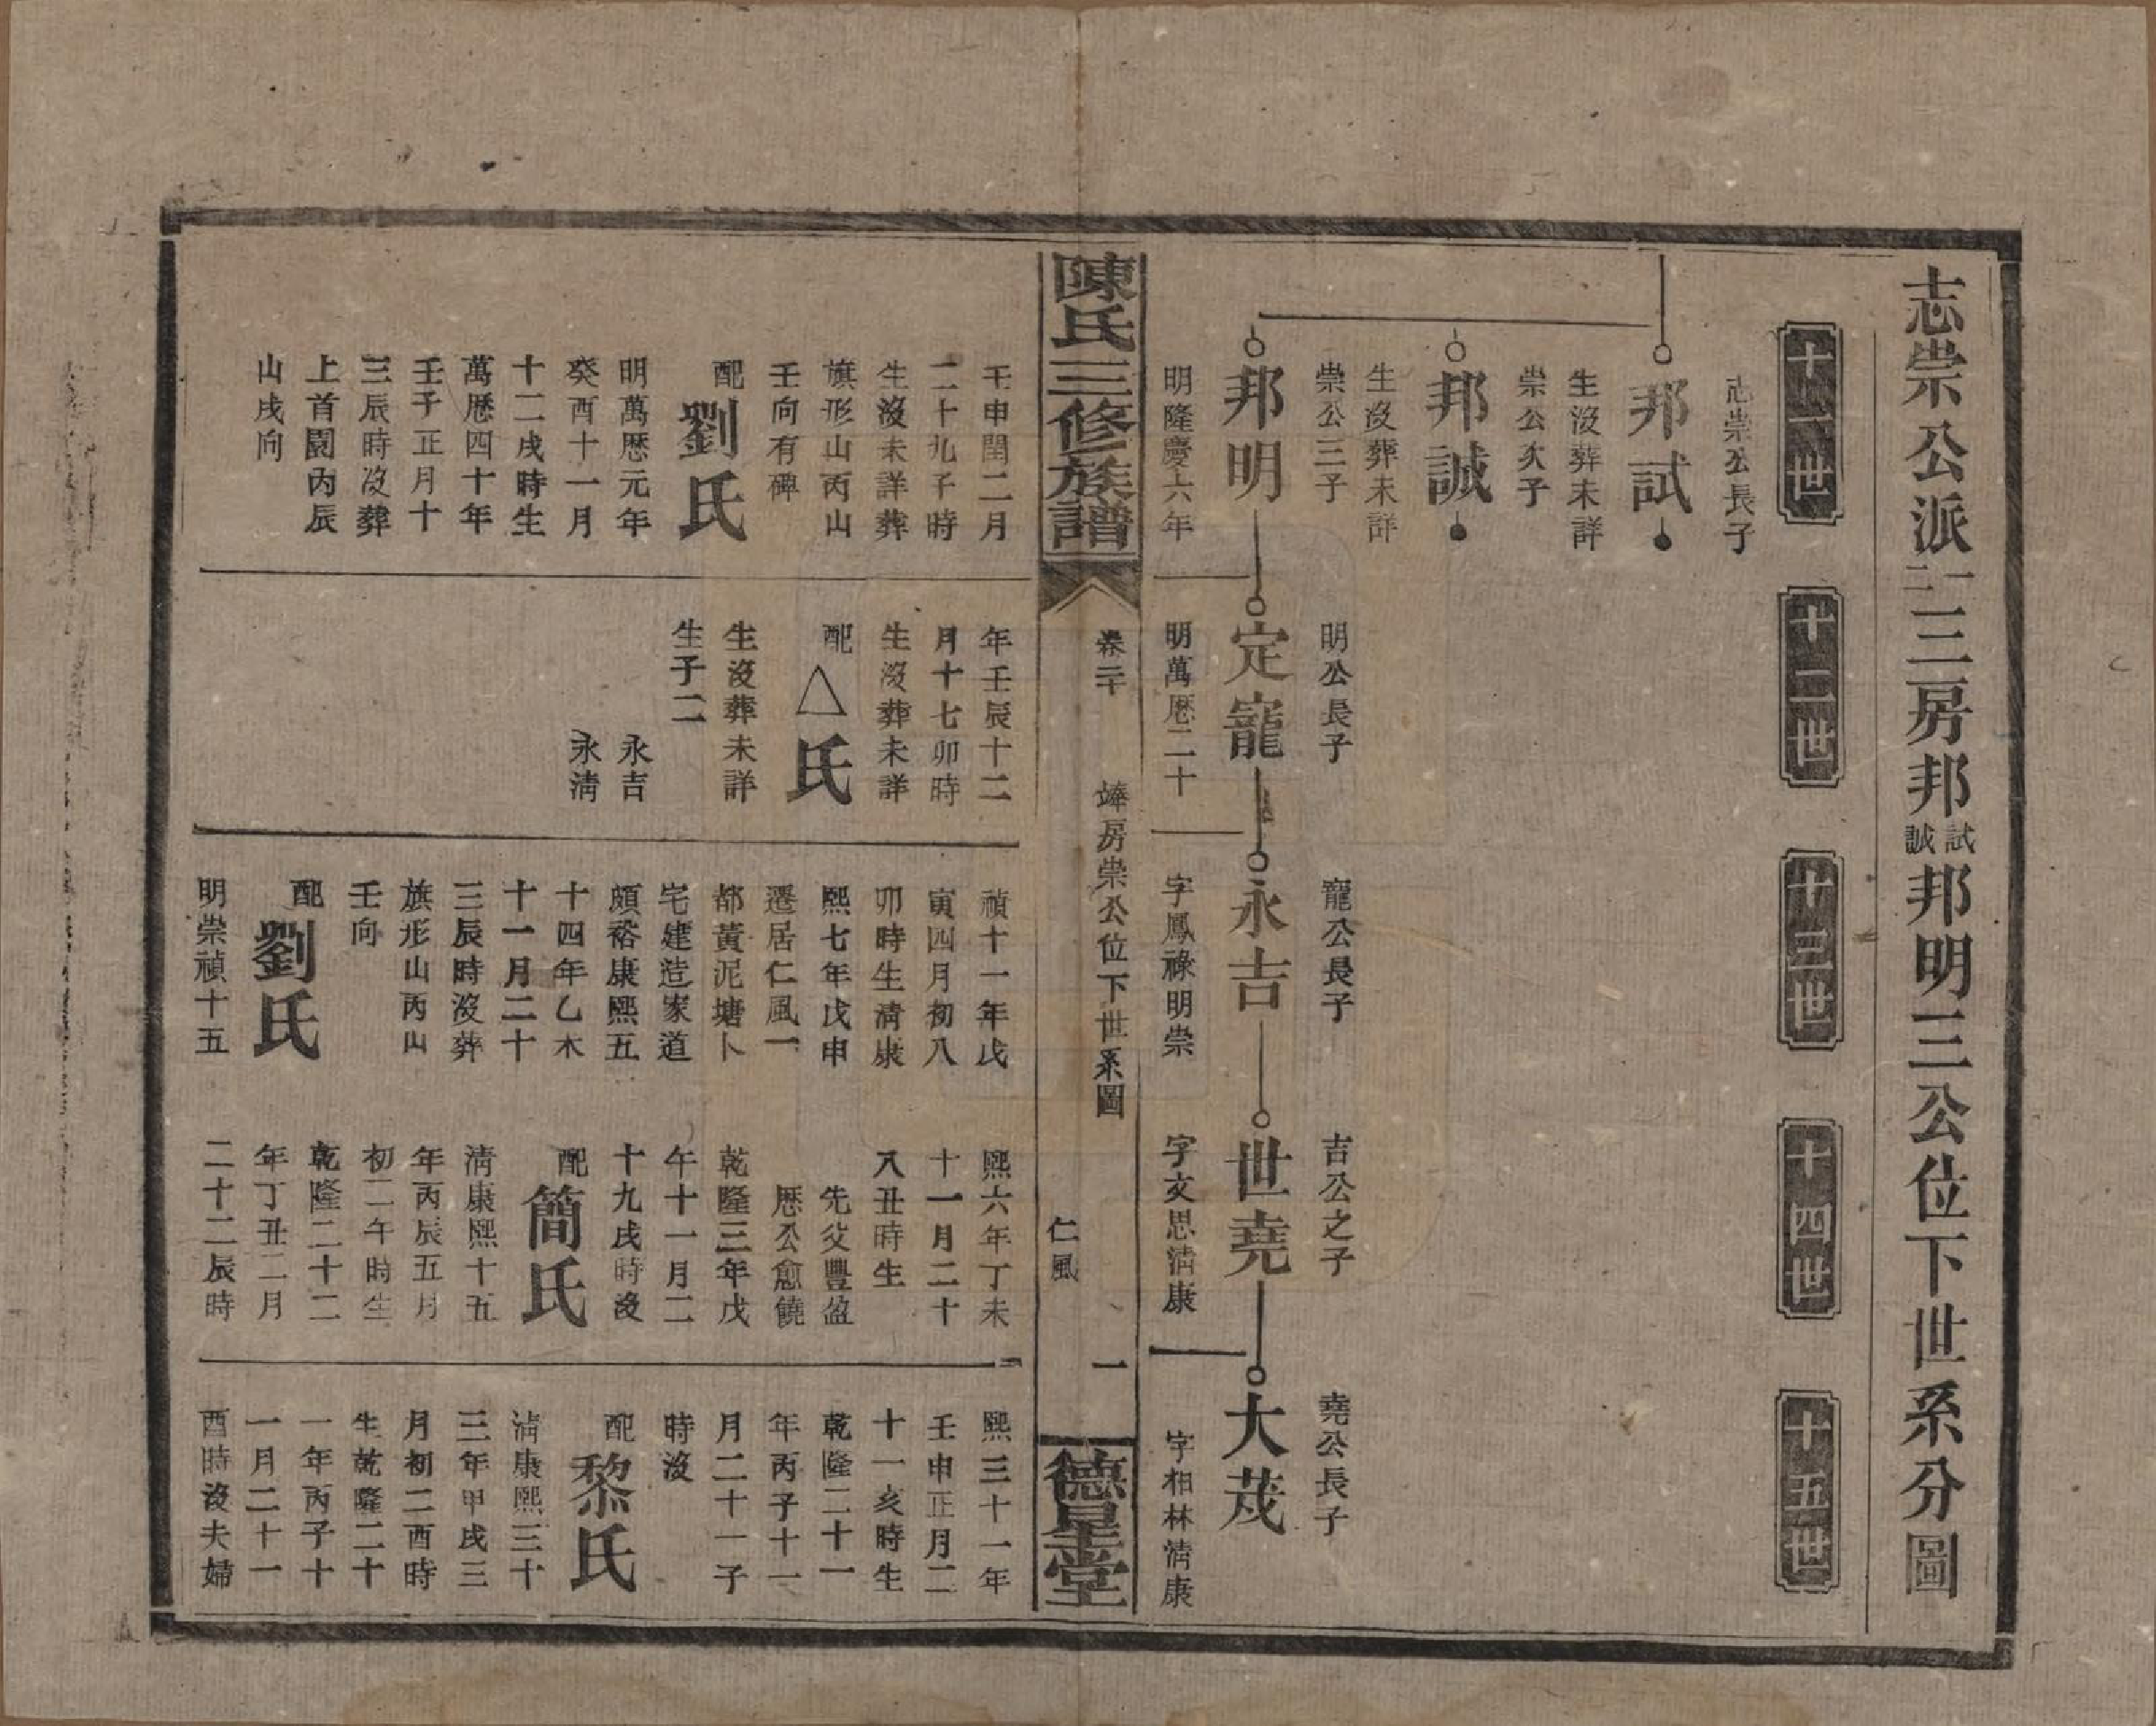 志崇公派一二三房邦試誠邦明三公位下世系分圖
十一世
十二世
十三世
十四世
十五世
志崇公長子
邦試
生沒葬未詳
崇公次子
邦誠
生沒葬未詳
崇公三子
邦明
明隆慶六年
明公長子
定寵
明萬厯二十
寵公長子
永吉
字鳳祿明崇
吉公之子
世堯
字文思淸康
堯公長子
大茂
字相林淸康
陳氏三修族譜
卷二十
房崇公位下世系圖
仁風
一
德星堂
壬申閏二月
二十九子時
生沒未詳葬
旗形山丙山
壬向有碑
配
劉氏
明萬厯元年
癸酉十一月
十二戌時生
萬厯四十年
壬子正月十
三辰時沒葬
上首園內辰
山戌向
年壬辰十二
月十七卯時
生沒葬未詳
配
△氏
生沒葬未詳
生子二
永吉
永淸
禎十一年戊
寅四月初八
卯時生淸康
熙七年戊申
遷居仁風一
都黃泥塘卜
宅建造家道
頗裕康熙五
十四年乙未
十一月二十
三辰時沒葬
旗形山丙山
壬向
配
劉氏
明崇禎十五
熙六年丁未
十一月二十
八丑時生
先父豐盈
厯公愈饒
乾隆三年戊
午十一月二
十九戌時沒
配
簡氏
淸康熙十五
年丙辰五月
初二午時生
乾隆二十二
年丁丑二月
二十二辰時
熙三十一年
壬申正月二
十一亥時生
乾隆二十一
年丙子十一
月二十一子
時沒
配
黎氏
淸康熙三十
三年甲戌三
月初二酉時
生乾隆二十
一年丙子十
一月二十一
酉時沒夫婦